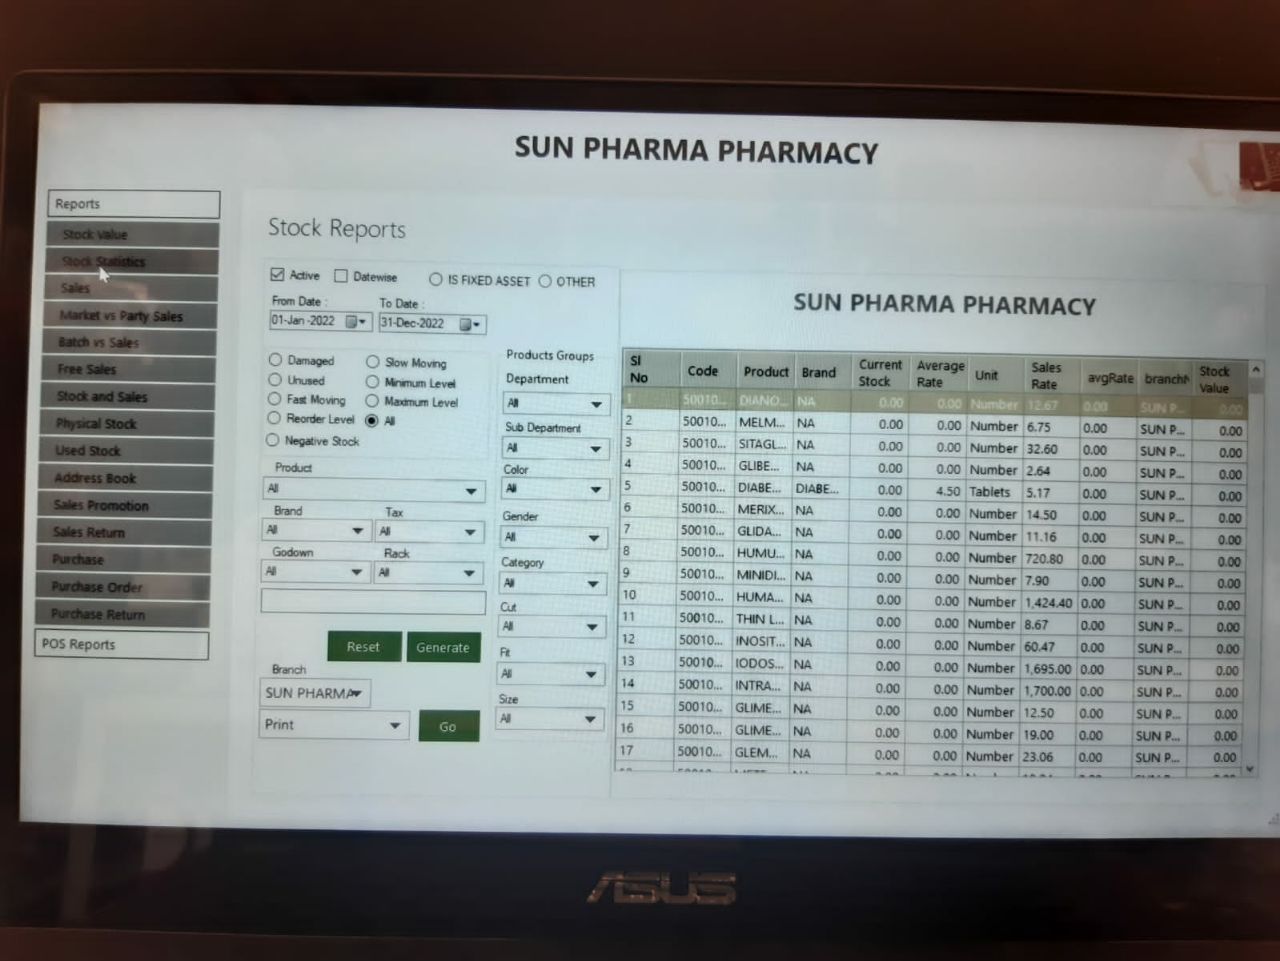 SUN PHARMA PHARMACY
Reports
Stock Value
Stock Statistics
Sales
Market vs Party Sales
Batch vs Sales
Free Sales
Stock and Sales
Physical Stock
Used Stock
Address Book
Sales Promotion
Sales Return
Purchase
Purchase Order
Purchase Return
POS Reports
Stock Reports
Active Datewise IS FIXED ASSET OTHER
From Date : To Date :
01-Jan -2022 31-Dec-2022
Damaged Slow Moving
Unused Minimum Level
Fast Moving Maximum Level
Reorder Level All
Negative Stock
Product
All
Brand Tax
All All
Godown Rack
All All
Reset Generate
Branch
SUN PHARMA
Print Go
Products Groups
Department
All
Sub Department
All
Color
All
Gender
All
Category
All
Cut
All
Fit
All
Size
All
SUN PHARMA PHARMACY
Sl No Code Product Brand Current Stock Average Rate Unit Sales Rate avgRate branchN Stock Value
1 50010... DIANO... NA 0.00 0.00 Number 12.67 0.00 SUN P... 0.00
2 50010... MELM... NA 0.00 0.00 Number 6.75 0.00 SUN P... 0.00
3 50010... SITAGL... NA 0.00 0.00 Number 32.60 0.00 SUN P... 0.00
4 50010... GLIBE... NA 0.00 0.00 Number 2.64 0.00 SUN P... 0.00
5 50010... DIABE... DIABE... 0.00 4.50 Tablets 5.17 0.00 SUN P... 0.00
6 50010... MERIX... NA 0.00 0.00 Number 14.50 0.00 SUN P... 0.00
7 50010... GLIDA... NA 0.00 0.00 Number 11.16 0.00 SUN P... 0.00
8 50010... HUMU... NA 0.00 0.00 Number 720.80 0.00 SUN P... 0.00
9 50010... MINIDI... NA 0.00 0.00 Number 7.90 0.00 SUN P... 0.00
10 50010... HUMA... NA 0.00 0.00 Number 1,424.40 0.00 SUN P... 0.00
11 50010... THIN L... NA 0.00 0.00 Number 8.67 0.00 SUN P... 0.00
12 50010... INOSIT... NA 0.00 0.00 Number 60.47 0.00 SUN P... 0.00
13 50010... IODOS... NA 0.00 0.00 Number 1,695.00 0.00 SUN P... 0.00
14 50010... INTRA... NA 0.00 0.00 Number 1,700.00 0.00 SUN P... 0.00
15 50010... GLIME... NA 0.00 0.00 Number 12.50 0.00 SUN P... 0.00
16 50010... GLIME... NA 0.00 0.00 Number 19.00 0.00 SUN P... 0.00
17 50010... GLEM... NA 0.00 0.00 Number 23.06 0.00 SUN P... 0.00
ASUS